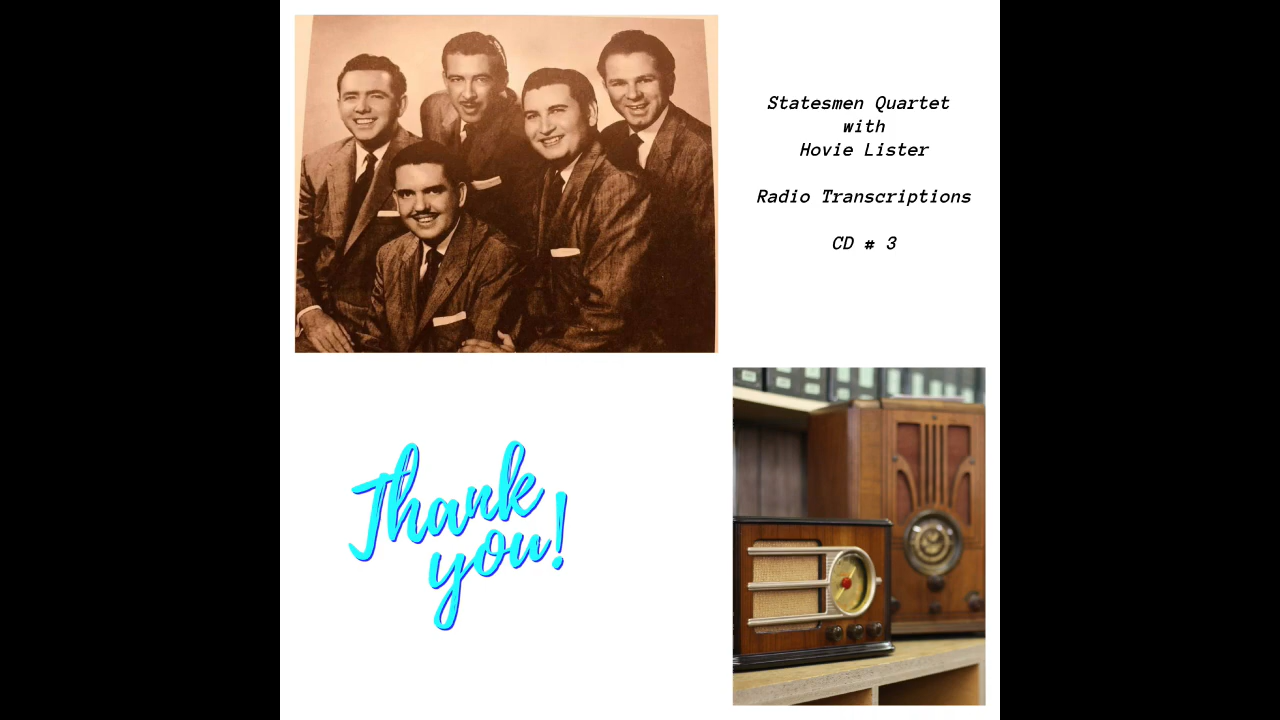 Statesmen Quartet
with
Hovie Lister
Radio Transcriptions
CD # 3
Thank
you!